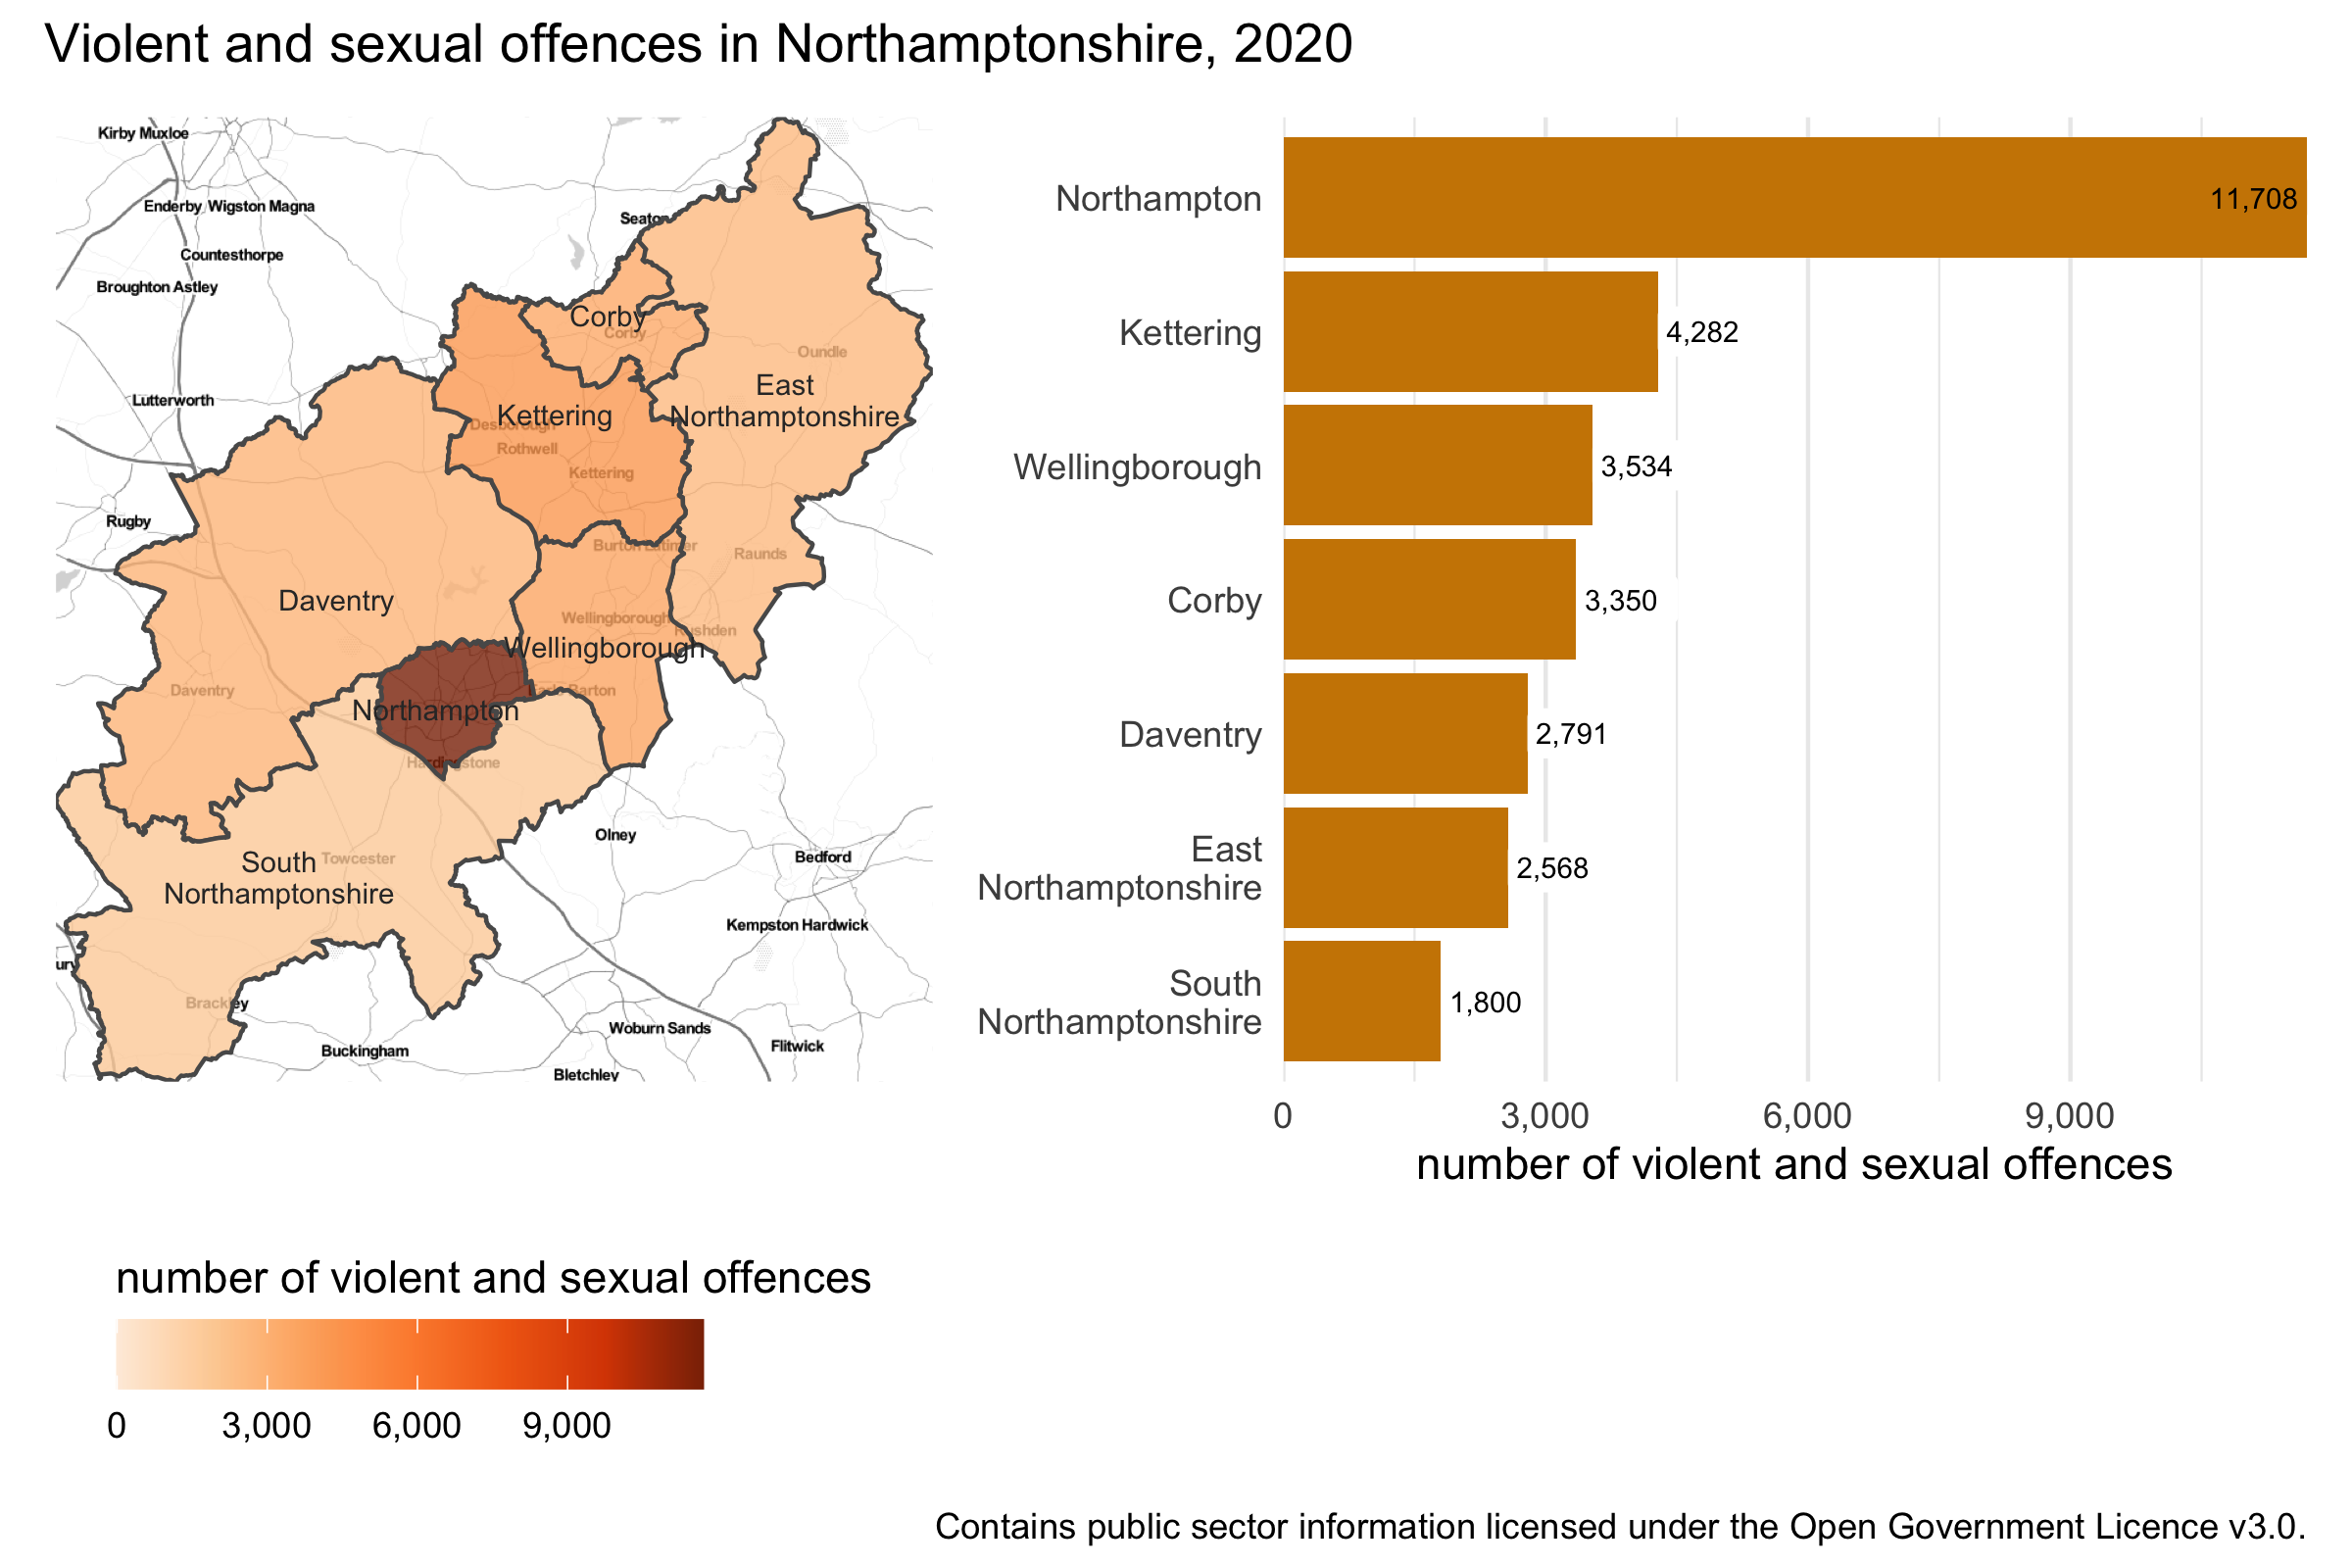 Violent and sexual offences in Northamptonshire, 2020
Kirby Muxloe
Enderby Wigston Magna
Seaton
Countesthorpe
Broughton Astley
Corby
Corby
Oundle
East
Northamptonshire
Lutterworth
Kettering
Desborough
Rothwell
Kettering
Rugby
Burton Latimer
Raunds
Daventry
Wellingborough
Rushden
Wellingborough
Daventry
Earls Barton
Northampton
Hardingstone
Olney
South
Northamptonshire
Towcester
Bedford
Kempston Hardwick
ury
Brackley
Woburn Sands
Buckingham
Flitwick
Bletchley
Northampton
11,708
Kettering
4,282
Wellingborough
3,534
Corby
3,350
Daventry
2,791
East
Northamptonshire
2,568
South
Northamptonshire
1,800
0 3,000 6,000 9,000
number of violent and sexual offences
number of violent and sexual offences
0 3,000 6,000 9,000
Contains public sector information licensed under the Open Government Licence v3.0.